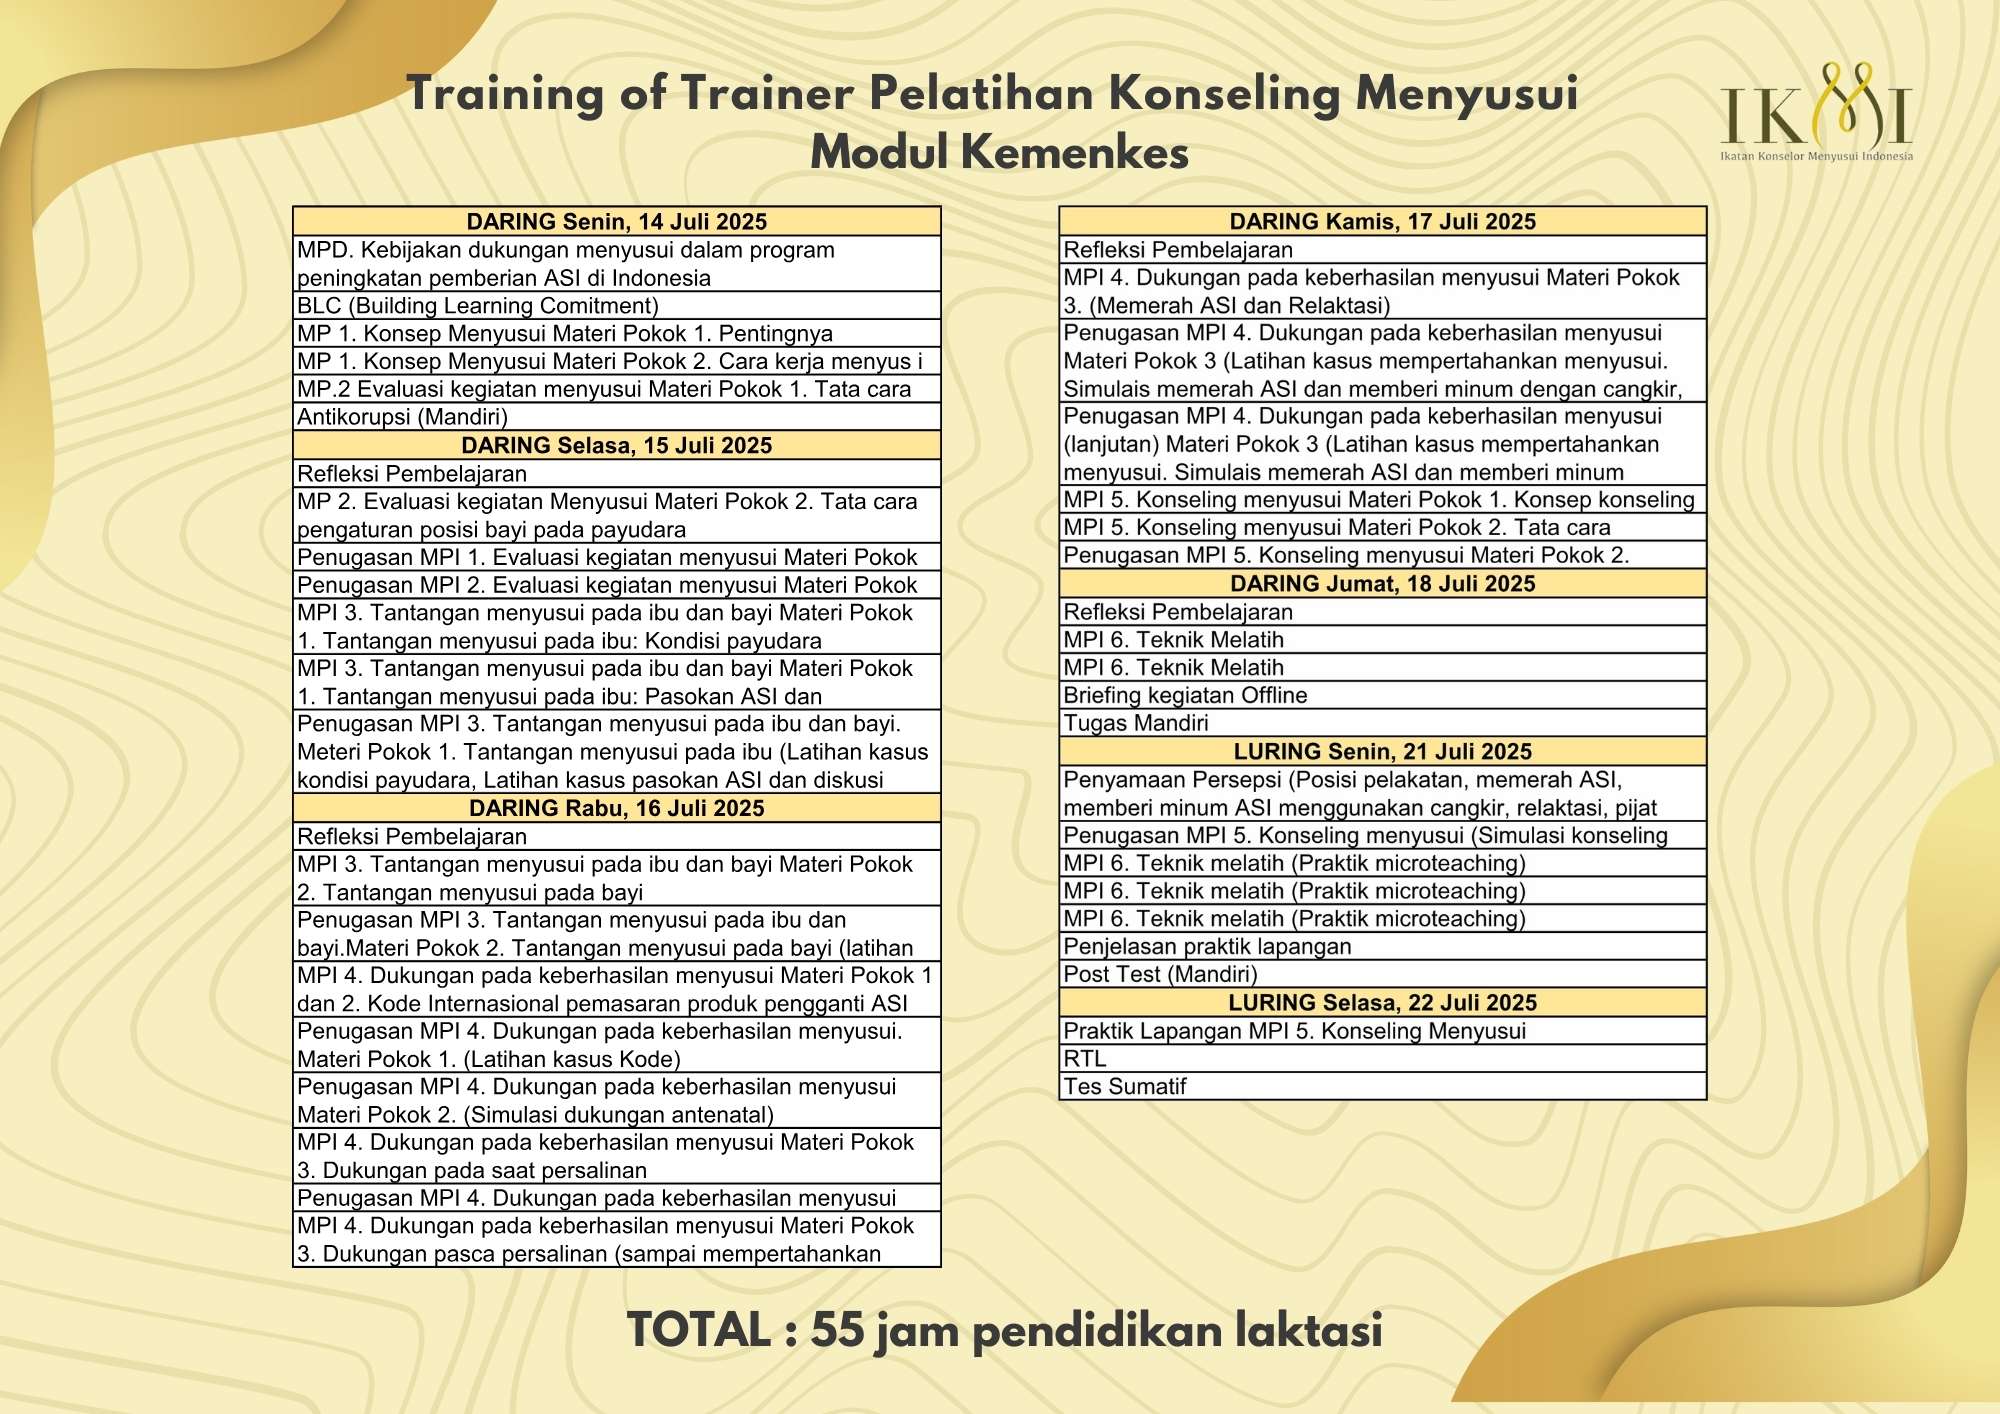 Training of Trainer Pelatihan Konseling Menyusui
Modul Kemenkes
IKMI
Ikatan Konselor Menyusui Indonesia
DARING Senin, 14 Juli 2025
MPD. Kebijakan dukungan menyusui dalam program
peningkatan pemberian ASI di Indonesia
BLC (Building Learning Comitment)
MP 1. Konsep Menyusui Materi Pokok 1. Pentingnya
MP 1. Konsep Menyusui Materi Pokok 2. Cara kerja menyus i
MP.2 Evaluasi kegiatan menyusui Materi Pokok 1. Tata cara
Antikorupsi (Mandiri)
DARING Selasa, 15 Juli 2025
Refleksi Pembelajaran
MP 2. Evaluasi kegiatan Menyusui Materi Pokok 2. Tata cara
pengaturan posisi bayi pada payudara
Penugasan MPI 1. Evaluasi kegiatan menyusui Materi Pokok
Penugasan MPI 2. Evaluasi kegiatan menyusui Materi Pokok
MPI 3. Tantangan menyusui pada ibu dan bayi Materi Pokok
1. Tantangan menyusui pada ibu: Kondisi payudara
MPI 3. Tantangan menyusui pada ibu dan bayi Materi Pokok
1. Tantangan menyusui pada ibu: Pasokan ASI dan
Penugasan MPI 3. Tantangan menyusui pada ibu dan bayi.
Meteri Pokok 1. Tantangan menyusui pada ibu (Latihan kasus
kondisi payudara, Latihan kasus pasokan ASI dan diskusi
DARING Rabu, 16 Juli 2025
Refleksi Pembelajaran
MPI 3. Tantangan menyusui pada ibu dan bayi Materi Pokok
2. Tantangan menyusui pada bayi
Penugasan MPI 3. Tantangan menyusui pada ibu dan
bayi.Materi Pokok 2. Tantangan menyusui pada bayi (latihan
MPI 4. Dukungan pada keberhasilan menyusui Materi Pokok 1
dan 2. Kode Internasional pemasaran produk pengganti ASI
Penugasan MPI 4. Dukungan pada keberhasilan menyusui.
Materi Pokok 1. (Latihan kasus Kode)
Penugasan MPI 4. Dukungan pada keberhasilan menyusui
Materi Pokok 2. (Simulasi dukungan antenatal)
MPI 4. Dukungan pada keberhasilan menyusui Materi Pokok
3. Dukungan pada saat persalinan
Penugasan MPI 4. Dukungan pada keberhasilan menyusui
MPI 4. Dukungan pada keberhasilan menyusui Materi Pokok
3. Dukungan pasca persalinan (sampai mempertahankan
DARING Kamis, 17 Juli 2025
Refleksi Pembelajaran
MPI 4. Dukungan pada keberhasilan menyusui Materi Pokok
3. (Memerah ASI dan Relaktasi)
Penugasan MPI 4. Dukungan pada keberhasilan menyusui
Materi Pokok 3 (Latihan kasus mempertahankan menyusui.
Simulais memerah ASI dan memberi minum dengan cangkir,
Penugasan MPI 4. Dukungan pada keberhasilan menyusui
(lanjutan) Materi Pokok 3 (Latihan kasus mempertahankan
menyusui. Simulais memerah ASI dan memberi minum
MPI 5. Konseling menyusui Materi Pokok 1. Konsep konseling
MPI 5. Konseling menyusui Materi Pokok 2. Tata cara
Penugasan MPI 5. Konseling menyusui Materi Pokok 2.
DARING Jumat, 18 Juli 2025
Refleksi Pembelajaran
MPI 6. Teknik Melatih
MPI 6. Teknik Melatih
Briefing kegiatan Offline
Tugas Mandiri
LURING Senin, 21 Juli 2025
Penyamaan Persepsi (Posisi pelakatan, memerah ASI,
memberi minum ASI menggunakan cangkir, relaktasi, pijat
Penugasan MPI 5. Konseling menyusui (Simulasi konseling
MPI 6. Teknik melatih (Praktik microteaching)
MPI 6. Teknik melatih (Praktik microteaching)
MPI 6. Teknik melatih (Praktik microteaching)
Penjelasan praktik lapangan
Post Test (Mandiri)
LURING Selasa, 22 Juli 2025
Praktik Lapangan MPI 5. Konseling Menyusui
RTL
Tes Sumatif
TOTAL : 55 jam pendidikan laktasi